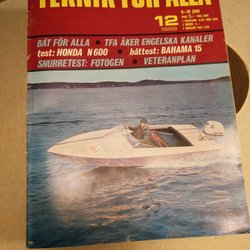 TEKNIK FÖR ALLA
12
1968
BÅT FÖR ALLA • TFA ÅKER ENGELSKA KANALER
test: HONDA N 600 • båttest: BAHAMA 15
SNURRETEST: FOTOGEN • VETERANPLAN